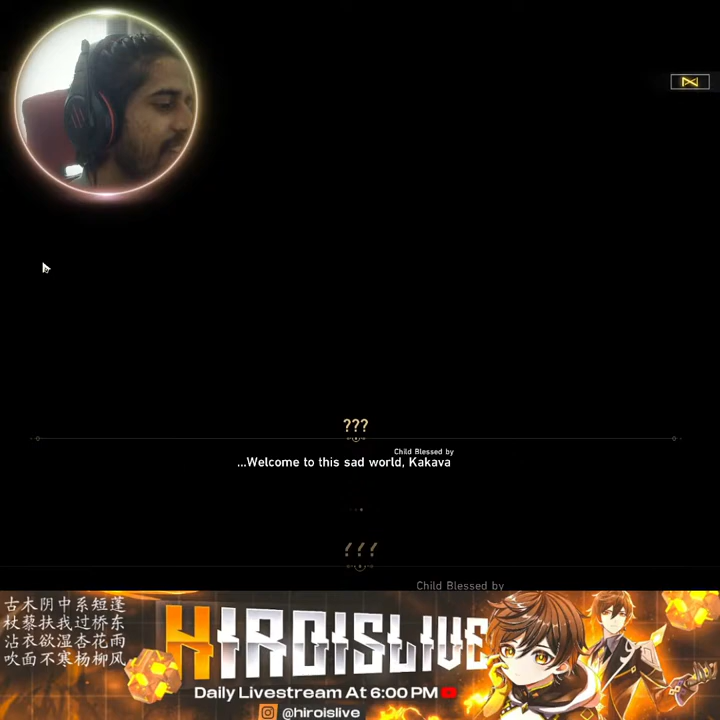 ???
Child Blessed by
...Welcome to this sad world, Kakava
...
???
Child Blessed by
古木阴中系短蓬
杖藜扶我过桥东
沾衣欲湿杏花雨
吹面不寒杨柳风
HIROISLIVE
Daily Livestream At 6:00 PM
@hiroislive